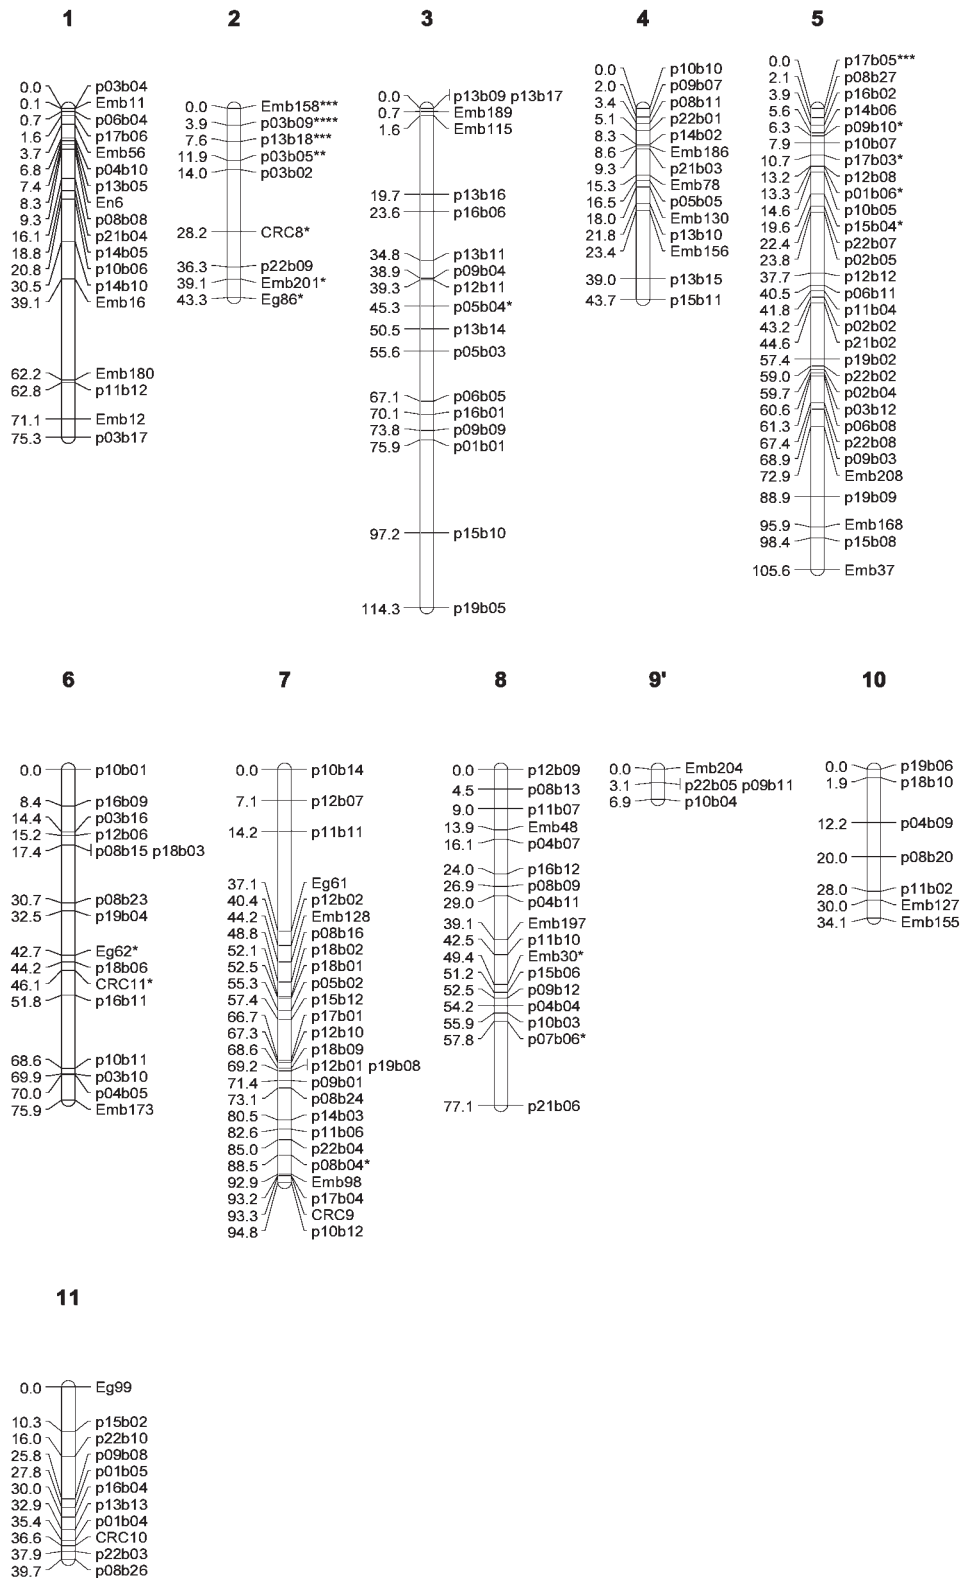 1
0.0 p03b04
0.1 Emb11
0.7 p06b04
1.6 p17b06
3.7 Emb56
6.8 p04b10
7.4 p13b05
8.3 En6
9.3 p08b08
16.1 p21b04
18.8 p14b05
20.8 p10b06
30.5 p14b10
39.1 Emb16
62.2 Emb180
62.8 p11b12
71.1 Emb12
75.3 p03b17
2
0.0 Emb158***
3.9 p03b09****
7.6 p13b18***
11.9 p03b05**
14.0 p03b02
28.2 CRC8*
36.3 p22b09
39.1 Emb201*
43.3 Eg86*
3
0.0 p13b09 p13b17
0.7 Emb189
1.6 Emb115
19.7 p13b16
23.6 p16b06
34.8 p13b11
38.9 p09b04
39.3 p12b11
45.3 p05b04*
50.5 p13b14
55.6 p05b03
67.1 p06b05
70.1 p16b01
73.8 p09b09
75.9 p01b01
97.2 p15b10
114.3 p19b05
4
0.0 p10b10
2.0 p09b07
3.4 p08b11
5.1 p22b01
8.3 p14b02
8.6 Emb186
9.3 p21b03
15.3 Emb78
16.5 p05b05
18.0 Emb130
21.8 p13b10
23.4 Emb156
39.0 p13b15
43.7 p15b11
5
0.0 p17b05***
2.1 p08b27
3.9 p16b02
5.6 p14b06
6.3 p09b10*
7.9 p10b07
10.7 p17b03*
13.2 p12b08
13.3 p01b06*
14.6 p10b05
19.6 p15b04*
22.4 p22b07
23.8 p02b05
37.7 p12b12
40.5 p06b11
41.8 p11b04
43.2 p02b02
44.6 p21b02
57.4 p19b02
59.0 p22b02
59.7 p02b04
60.6 p03b12
61.3 p06b08
67.4 p22b08
68.9 p09b03
72.9 Emb208
88.9 p19b09
95.9 Emb168
98.4 p15b08
105.6 Emb37
6
0.0 p10b01
8.4 p16b09
14.4 p03b16
15.2 p12b06
17.4 p08b15 p18b03
30.7 p08b23
32.5 p19b04
42.7 Eg62*
44.2 p18b06
46.1 CRC11*
51.8 p16b11
68.6 p10b11
69.9 p03b10
70.0 p04b05
75.9 Emb173
7
0.0 p10b14
7.1 p12b07
14.2 p11b11
37.1 Eg61
40.4 p12b02
44.2 Emb128
48.8 p08b16
52.1 p18b02
52.5 p18b01
55.3 p05b02
57.4 p15b12
66.7 p17b01
67.3 p12b10
68.6 p18b09
69.2 p12b01 p19b08
71.4 p09b01
73.1 p08b24
80.5 p14b03
82.6 p11b06
85.0 p22b04
88.5 p08b04*
92.9 Emb98
93.2 p17b04
93.3 CRC9
94.8 p10b12
8
0.0 p12b09
4.5 p08b13
9.0 p11b07
13.9 Emb48
16.1 p04b07
24.0 p16b12
26.9 p08b09
29.0 p04b11
39.1 Emb197
42.5 p11b10
49.4 Emb30*
51.2 p15b06
52.5 p09b12
54.2 p04b04
55.9 p10b03
57.8 p07b06*
77.1 p21b06
9'
0.0 Emb204
3.1 p22b05 p09b11
6.9 p10b04
10
0.0 p19b06
1.9 p18b10
12.2 p04b09
20.0 p08b20
28.0 p11b02
30.0 Emb127
34.1 Emb155
11
0.0 Eg99
10.3 p15b02
16.0 p22b10
25.8 p09b08
27.8 p01b05
30.0 p16b04
32.9 p13b13
35.4 p01b04
36.6 CRC10
37.9 p22b03
39.7 p08b26